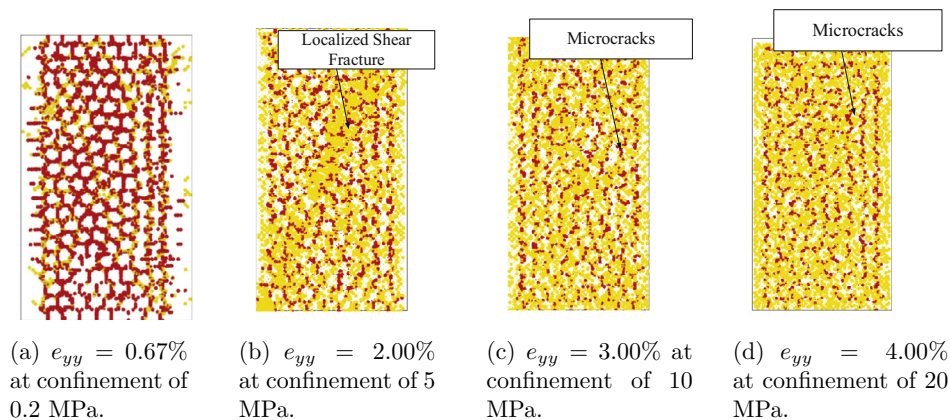 Localized Shear
Fracture
Microcracks
Microcracks
(a) e_yy = 0.67%
at confinement of
0.2 MPa.
(b) e_yy = 2.00%
at confinement of 5
MPa.
(c) e_yy = 3.00% at
confinement of 10
MPa.
(d) e_yy = 4.00%
at confinement of 20
MPa.